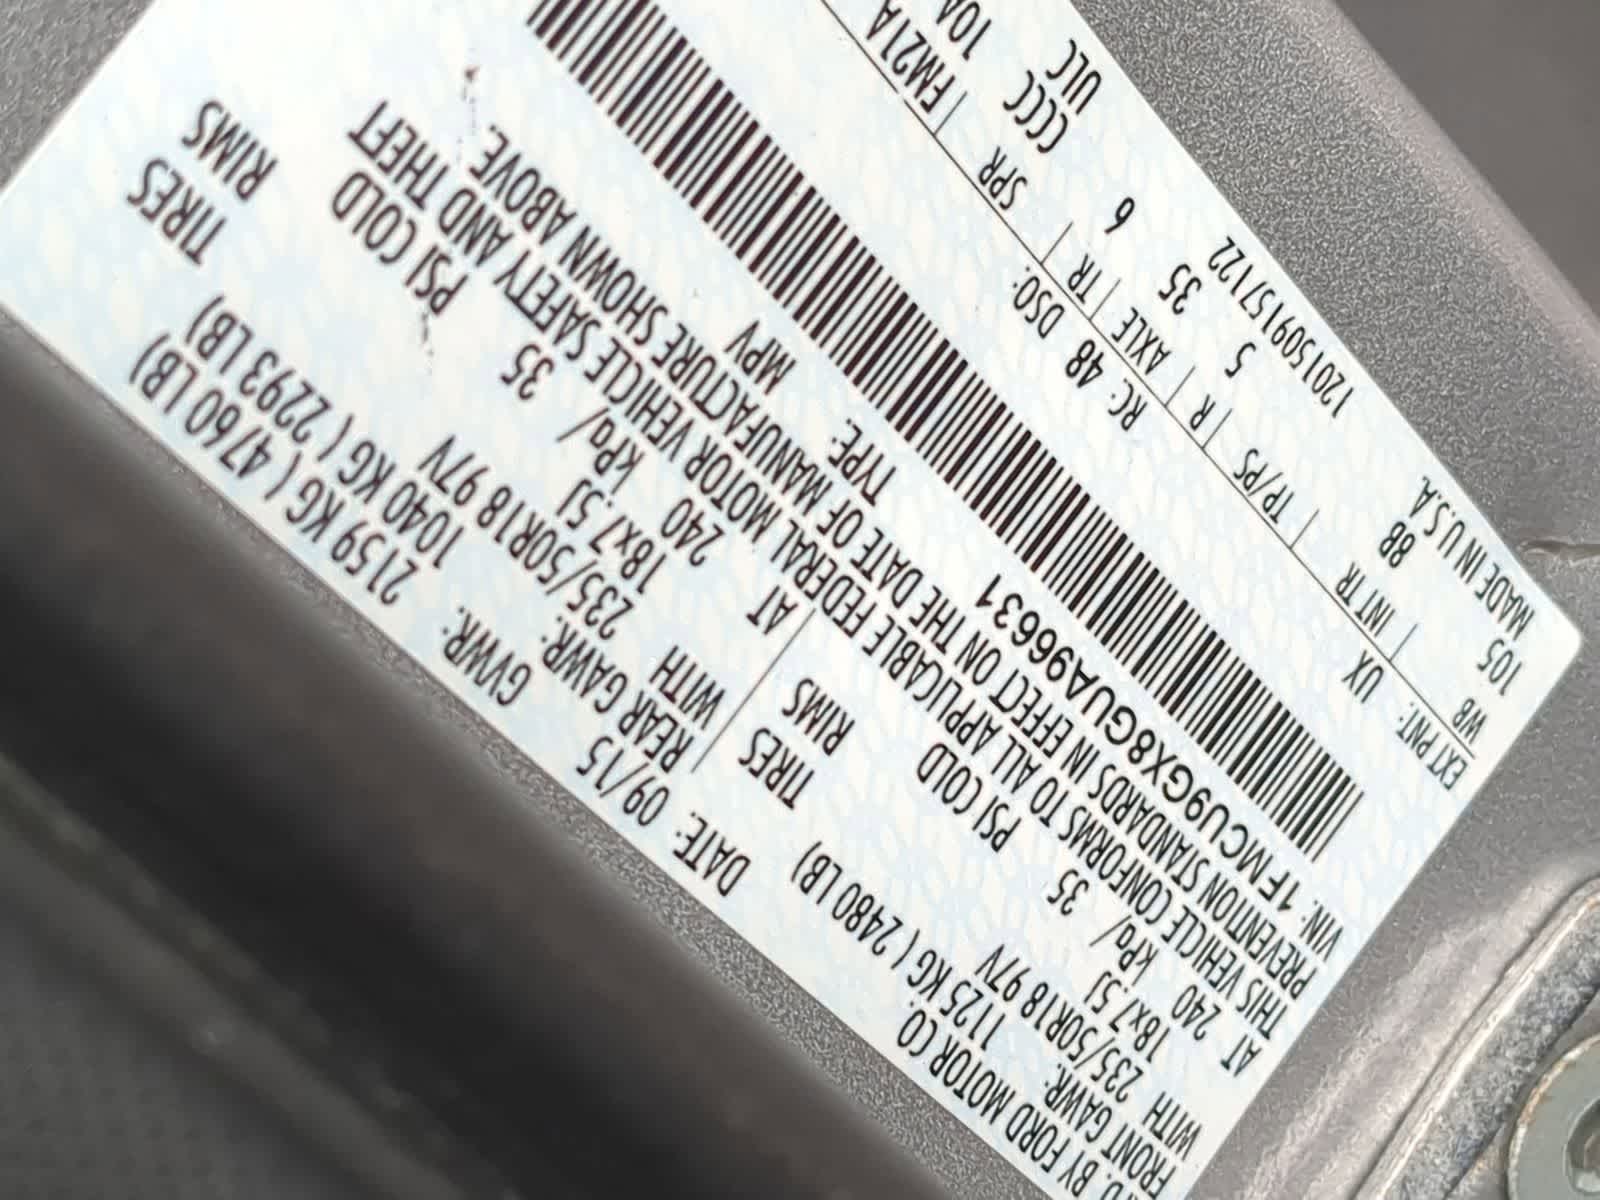 FD. BY FORD MOTOR CO.
DATE: 09/15 GVWR: 2159 KG ( 4760 LB)
FRONT GAWR: 1125 KG ( 2480 LB) REAR GAWR: 1040 KG ( 2293 LB)
WITH 235/50R18 97V TIRES WITH 235/50R18 97V TIRES
18x7.5J RIMS 18x7.5J RIMS
AT 240 kPa/ 35 PSI COLD AT 240 kPa/ 35 PSI COLD
THIS VEHICLE CONFORMS TO ALL APPLICABLE FEDERAL MOTOR VEHICLE SAFETY AND THEFT
PREVENTION STANDARDS IN EFFECT ON THE DATE OF MANUFACTURE SHOWN ABOVE.
VIN: 1FMCU9GX8GUA96631 TYPE: MPV
EXT PNT: UX RC: 48 DSO: FM21A
WB INT TR TP/PS R AXLE TR SPR
105 8B 5 35 6 CCCC 10A
MADE IN U.S.A. 1201509157122 ULC